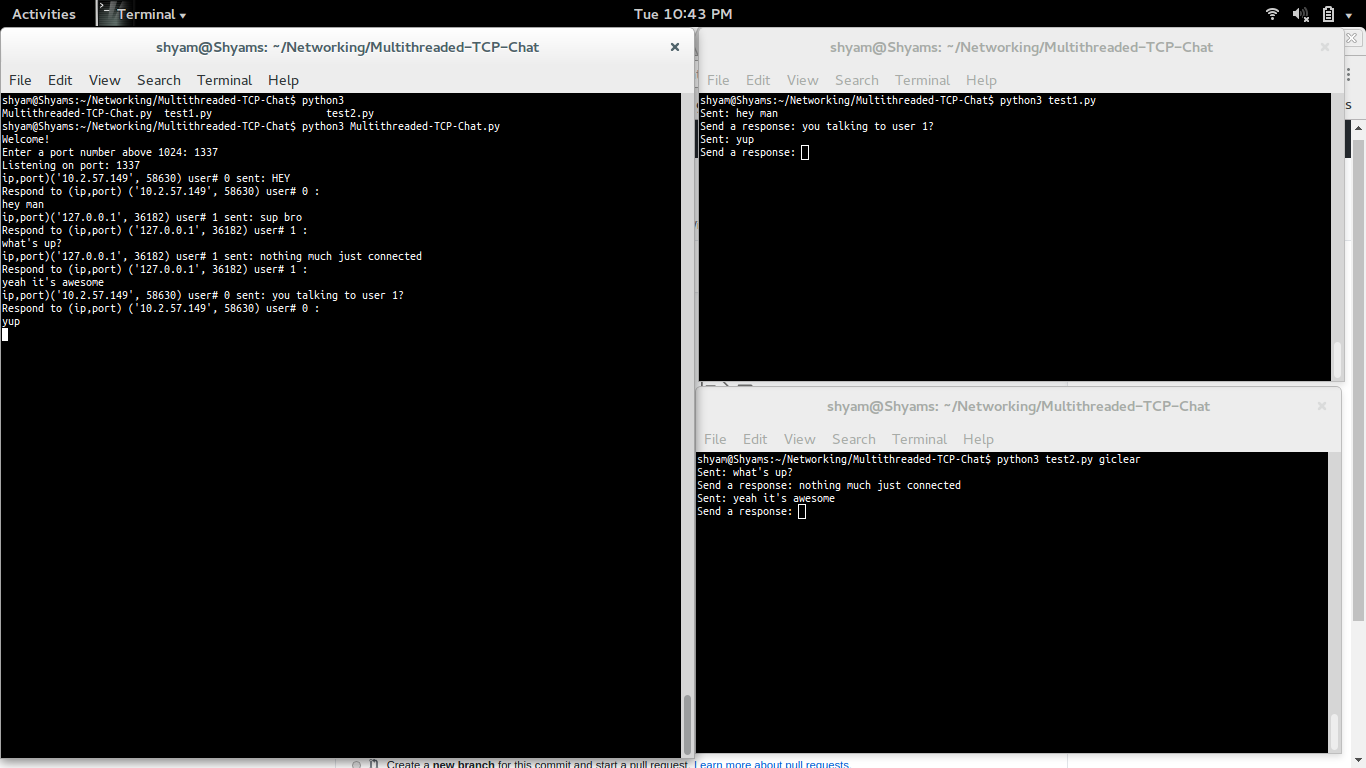 Activities
Terminal
Tue 10:43 PM
shyam@Shyams: ~/Networking/Multithreaded-TCP-Chat
File Edit View Search Terminal Help
shyam@Shyams:~/Networking/Multithreaded-TCP-Chat$ python3
Multithreaded-TCP-Chat.py  test1.py                   test2.py
shyam@Shyams:~/Networking/Multithreaded-TCP-Chat$ python3 Multithreaded-TCP-Chat.py
Welcome!
Enter a port number above 1024: 1337
Listening on port: 1337
ip,port)('10.2.57.149', 58630) user# 0 sent: HEY
Respond to (ip,port) ('10.2.57.149', 58630) user# 0 :
hey man
ip,port)('127.0.0.1', 36182) user# 1 sent: sup bro
Respond to (ip,port) ('127.0.0.1', 36182) user# 1 :
what's up?
ip,port)('127.0.0.1', 36182) user# 1 sent: nothing much just connected
Respond to (ip,port) ('127.0.0.1', 36182) user# 1 :
yeah it's awesome
ip,port)('10.2.57.149', 58630) user# 0 sent: you talking to user 1?
Respond to (ip,port) ('10.2.57.149', 58630) user# 0 :
yup
shyam@Shyams: ~/Networking/Multithreaded-TCP-Chat
File Edit View Search Terminal Help
shyam@Shyams:~/Networking/Multithreaded-TCP-Chat$ python3 test1.py
Sent: hey man
Send a response: you talking to user 1?
Sent: yup
Send a response:
shyam@Shyams: ~/Networking/Multithreaded-TCP-Chat
File Edit View Search Terminal Help
shyam@Shyams:~/Networking/Multithreaded-TCP-Chat$ python3 test2.py giclear
Sent: what's up?
Send a response: nothing much just connected
Sent: yeah it's awesome
Send a response:
Create a new branch for this commit and start a pull request. Learn more about pull requests.